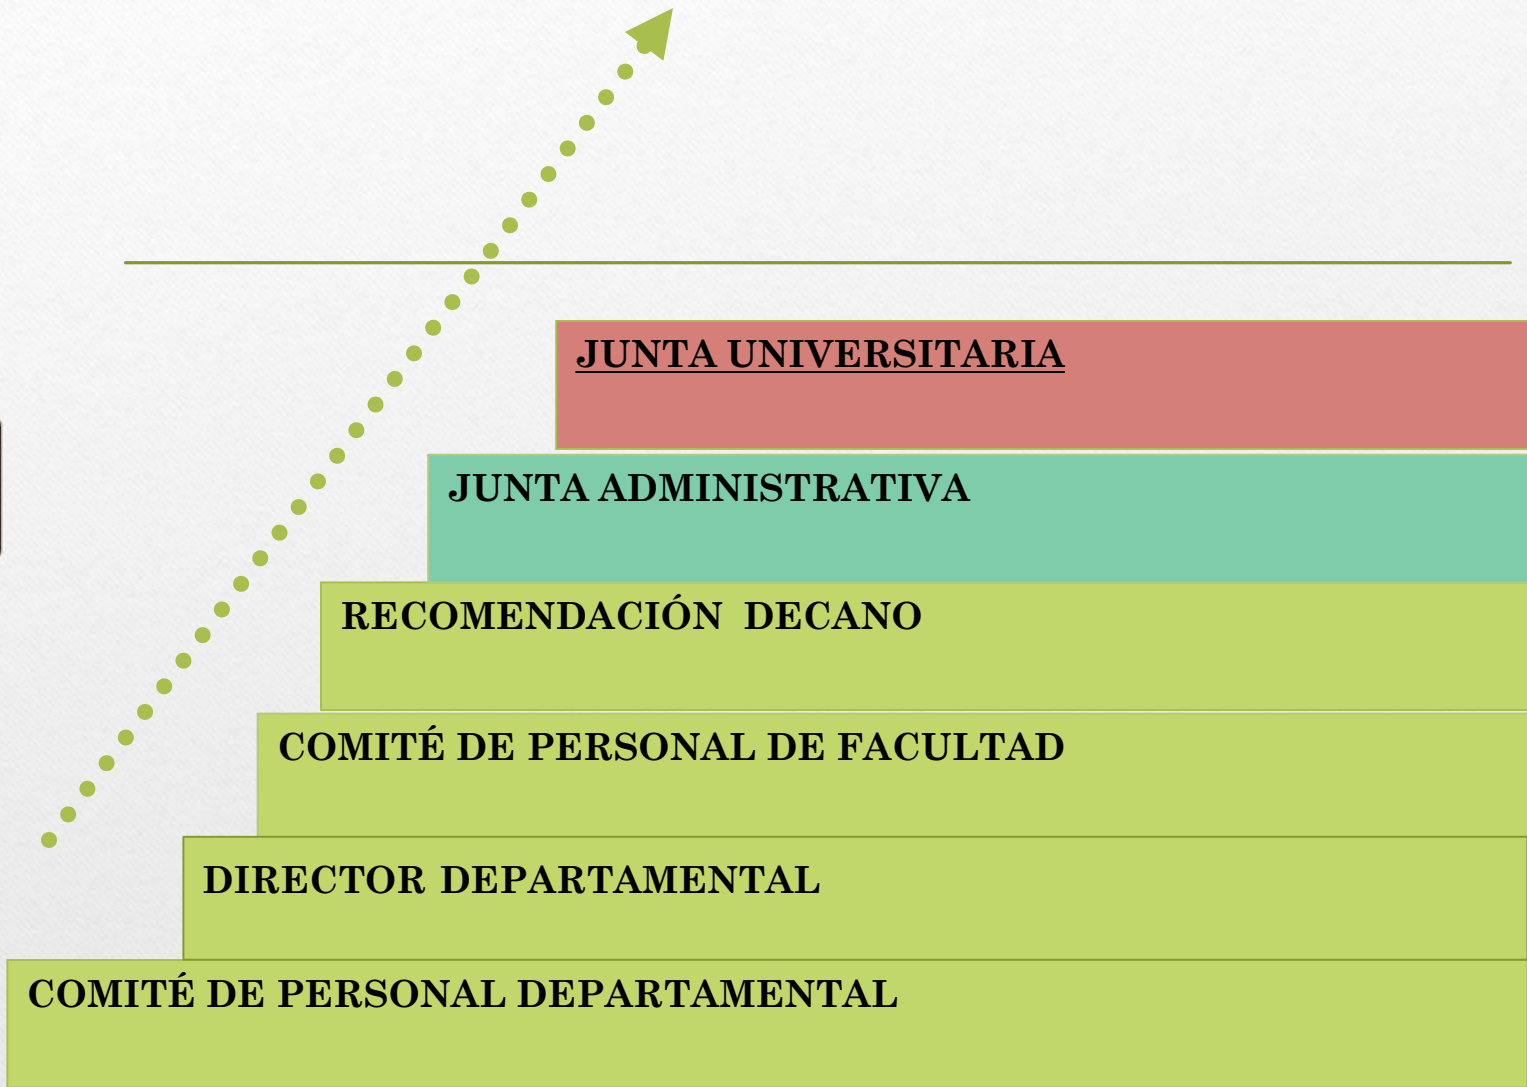 JUNTA UNIVERSITARIA
JUNTA ADMINISTRATIVA
RECOMENDACIÓN  DECANO
COMITÉ DE PERSONAL DE FACULTAD
DIRECTOR DEPARTAMENTAL
COMITÉ DE PERSONAL DEPARTAMENTAL